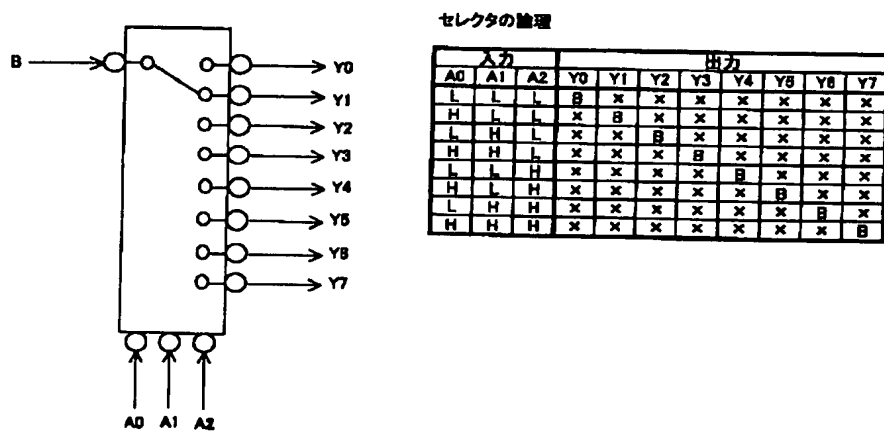 セレクタの論理
B
Y0
Y1
Y2
Y3
Y4
Y5
Y6
Y7
A0 A1 A2
入力 出力
A0 A1 A2 Y0 Y1 Y2 Y3 Y4 Y5 Y6 Y7
L L L B × × × × × × ×
H L L × B × × × × × ×
L H L × × B × × × × ×
H H L × × × B × × × ×
L L H × × × × B × × ×
H L H × × × × × B × ×
L H H × × × × × × B ×
H H H × × × × × × × B